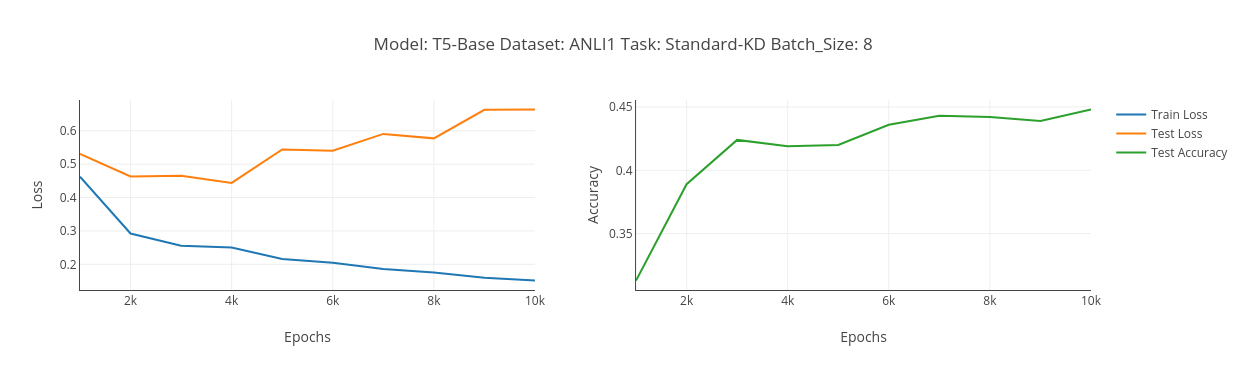 Model: T5-Base Dataset: ANLI1 Task: Standard-KD Batch_Size: 8
Loss
0.6
0.5
0.4
0.3
0.2
2k
4k
6k
8k
10k
Epochs
Accuracy
0.45
0.4
0.35
2k
4k
6k
8k
10k
Epochs
Train Loss
Test Loss
Test Accuracy